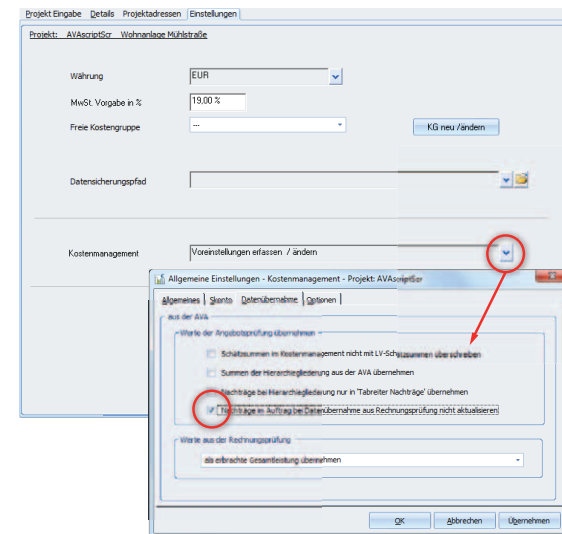 Projekt Eingabe Details Projektadressen Einstellungen
Projekt: AVAscriptScr Wohnanlage Mühlstraße
Währung EUR
MwSt. Vorgabe in % 19,00 %
Freie Kostengruppe --- KG neu /ändern
Datensicherungspfad
Kostenmanagement Voreinstellungen erfassen / ändern
Allgemeine Einstellungen - Kostenmanagement - Projekt: AVAscriptScr
Allgemeines Skonto Datenübernahme Optionen
aus der AVA
Werte der Angebotsprüfung übernehmen
Schätzsummen im Kostenmanagement nicht mit LV-Schätzsummen überschreiben
Summen der Hierarchiegliederung aus der AVA übernehmen
Nachträge bei Hierarchiegliederung nur in 'Tabreiter Nachträge' übernehmen
Nachträge im Auftrag bei Datenübernahme aus Rechnungsprüfung nicht aktualisieren
Werte aus der Rechnungsprüfung
als erbrachte Gesamtleistung übernehmen
OK Abbrechen Übernehmen